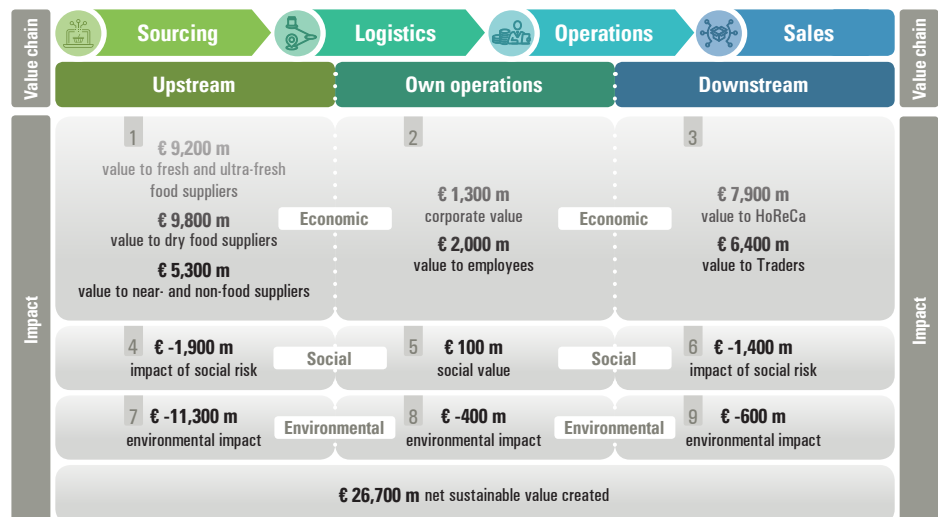 Value chain
Sourcing
Logistics
Operations
Sales
Value chain
Upstream
Own operations
Downstream
Impact
1
€ 9,200 m
value to fresh and ultra-fresh
food suppliers
€ 9,800 m
value to dry food suppliers
€ 5,300 m
value to near- and non-food suppliers
Economic
2
€ 1,300 m
corporate value
€ 2,000 m
value to employees
Economic
3
€ 7,900 m
value to HoReCa
€ 6,400 m
value to Traders
Impact
4
€ -1,900 m
impact of social risk
Social
5
€ 100 m
social value
Social
6
€ -1,400 m
impact of social risk
7
€ -11,300 m
environmental impact
Environmental
8
€ -400 m
environmental impact
Environmental
9
€ -600 m
environmental impact
€ 26,700 m net sustainable value created